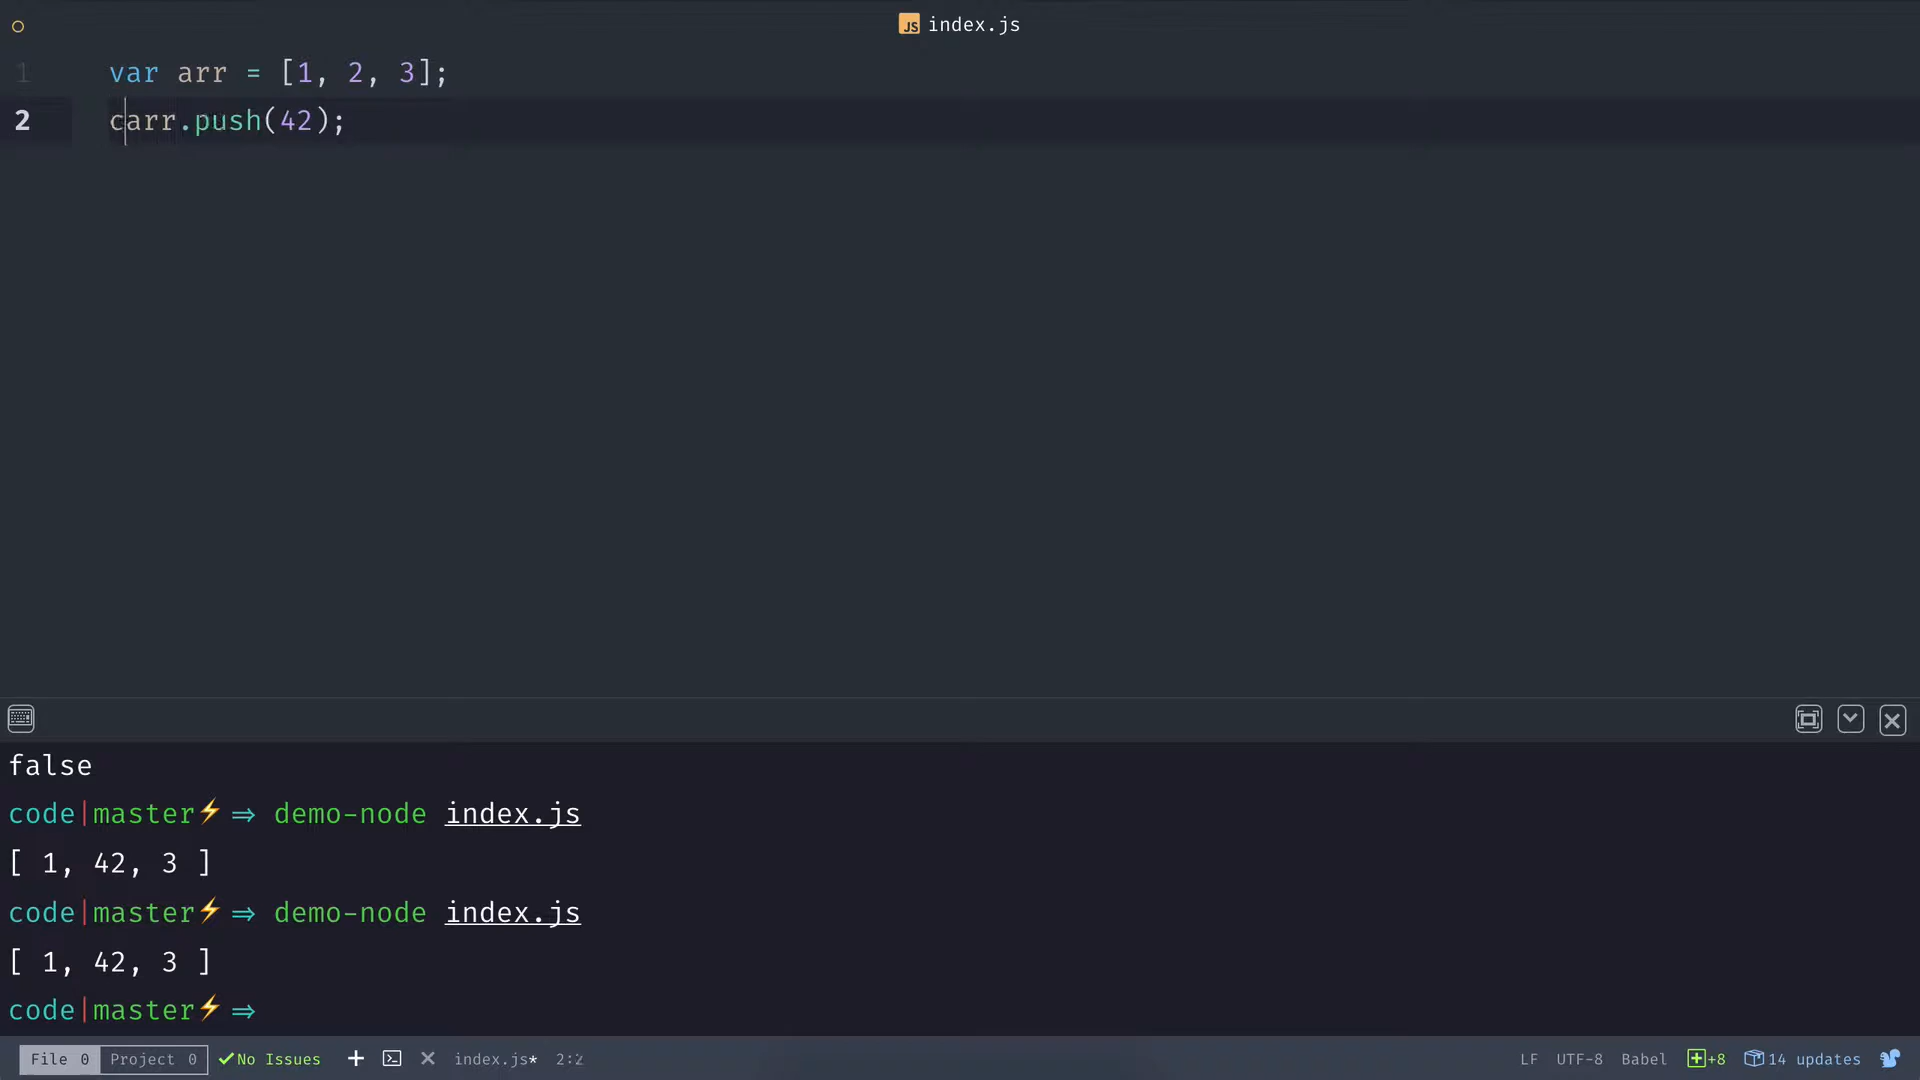 JS index.js
1 var arr = [1, 2, 3];
2 carr.push(42);
false
code|master⚡⇒ demo-node index.js
[ 1, 42, 3 ]
code|master⚡⇒ demo-node index.js
[ 1, 42, 3 ]
code|master⚡⇒
File 0 Project 0 No Issues index.js* 2:2 LF UTF-8 Babel +8 14 updates